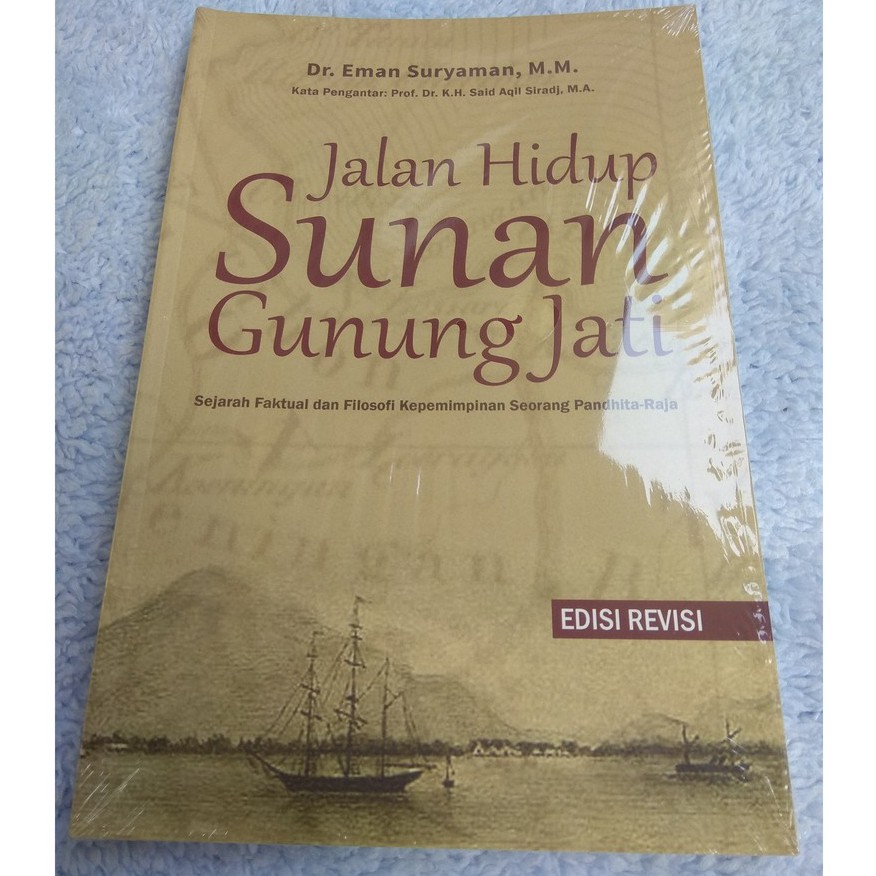 Dr. Eman Suryaman, M.M.
Kata Pengantar: Prof. Dr. K.H. Said Aqil Siradj, M.A.
Jalan Hidup
Sunan
Gunung Jati
Sejarah Faktual dan Filosofi Kepemimpinan Seorang Pandhita-Raja
EDISI REVISI